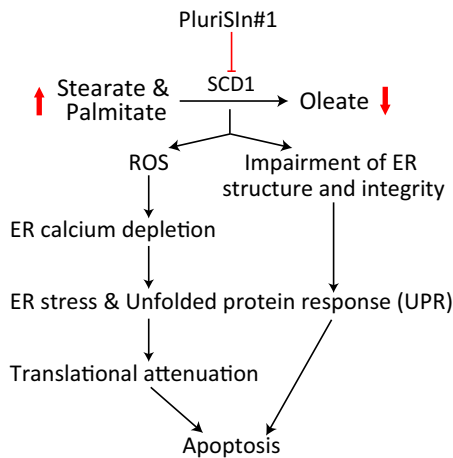 PluriSIn#1
SCD1
Stearate &
Palmitate
Oleate
ROS
Impairment of ER
structure and integrity
ER calcium depletion
ER stress & Unfolded protein response (UPR)
Translational attenuation
Apoptosis